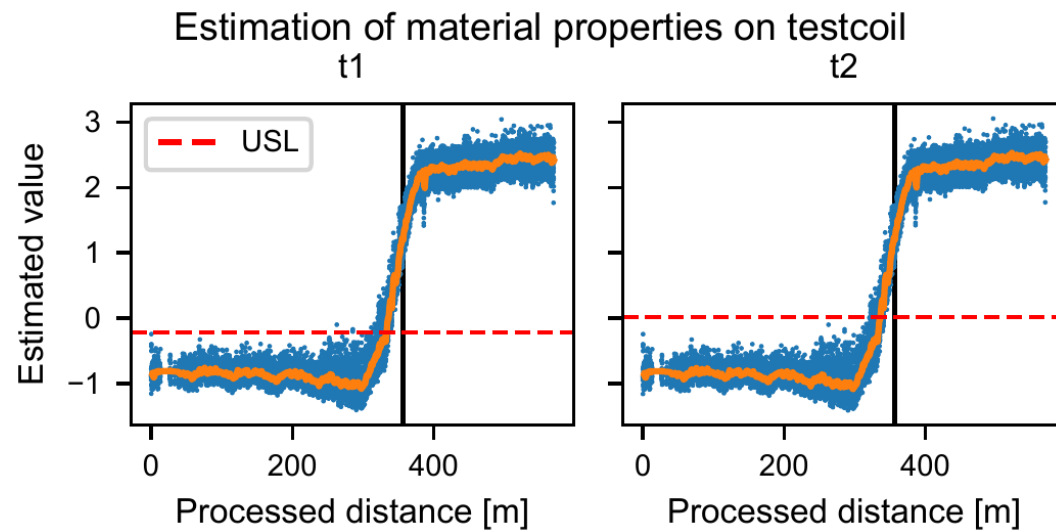 Estimation of material properties on testcoil
t1
t2
3
2
1
0
−1
USL
Estimated value
0
200
400
0
200
400
Processed distance [m]
Processed distance [m]